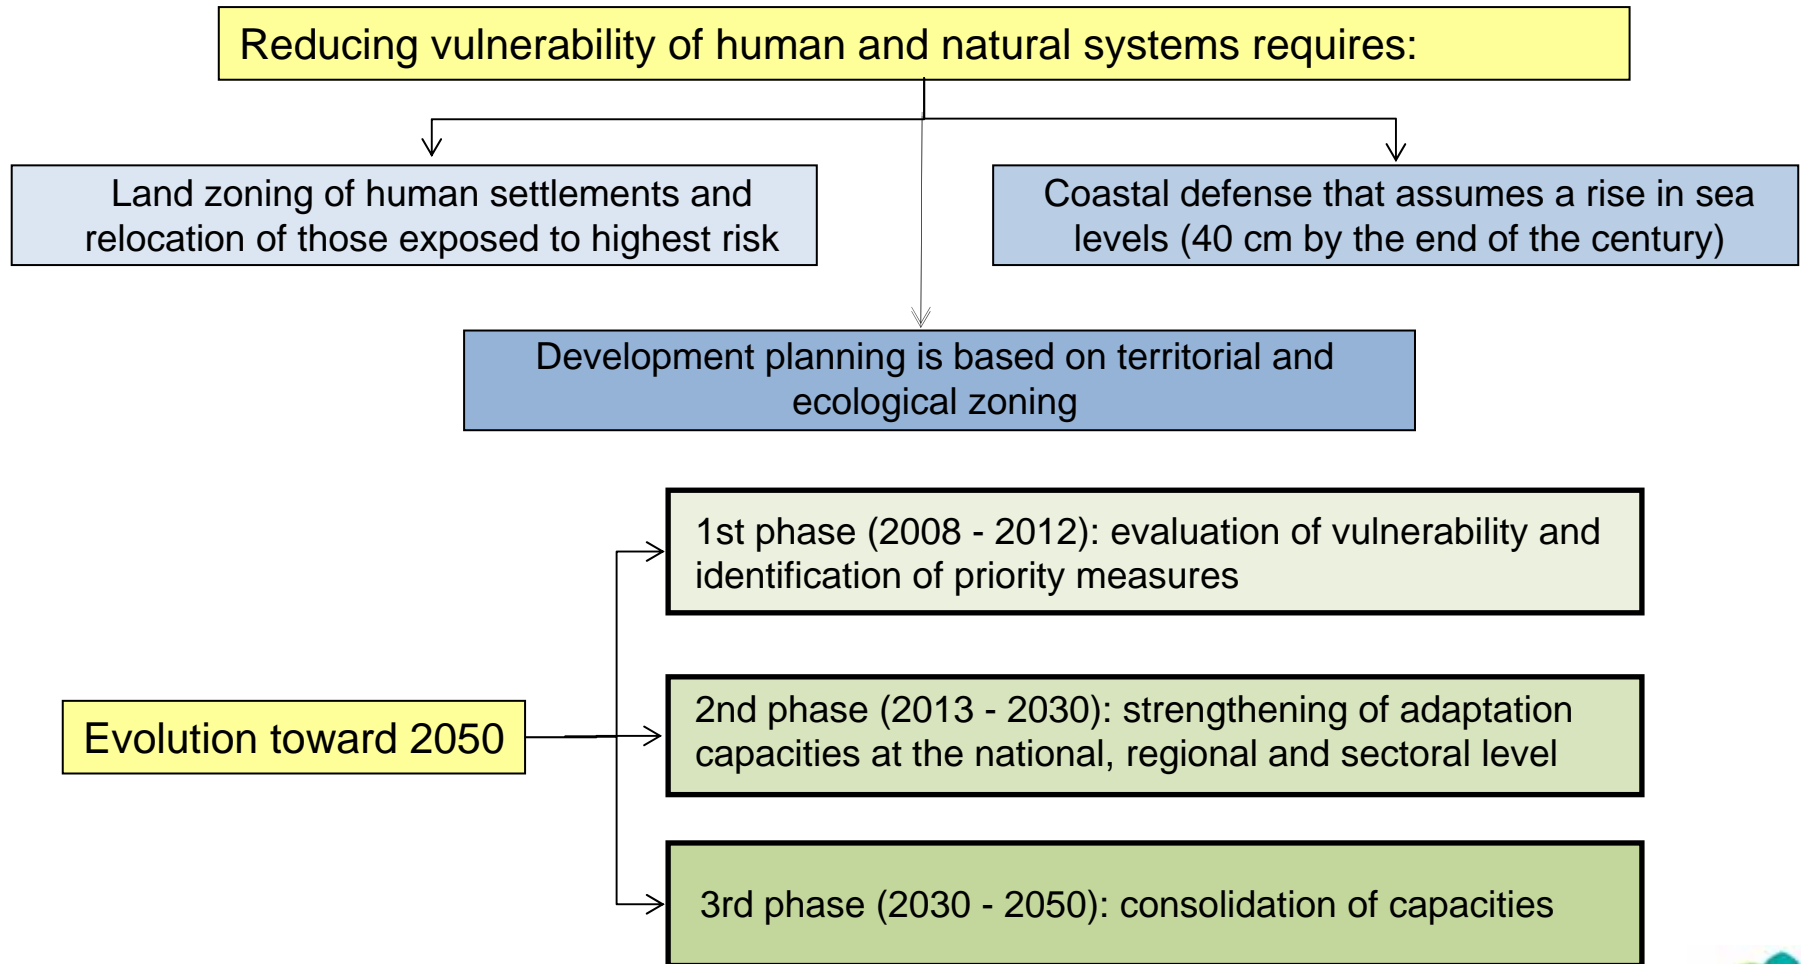 Reducing vulnerability of human and natural systems requires:
Land zoning of human settlements and
relocation of those exposed to highest risk
Coastal defense that assumes a rise in sea
levels (40 cm by the end of the century)
Development planning is based on territorial and
ecological zoning
Evolution toward 2050
1st phase (2008 - 2012): evaluation of vulnerability and
identification of priority measures
2nd phase (2013 - 2030): strengthening of adaptation
capacities at the national, regional and sectoral level
3rd phase (2030 - 2050): consolidation of capacities